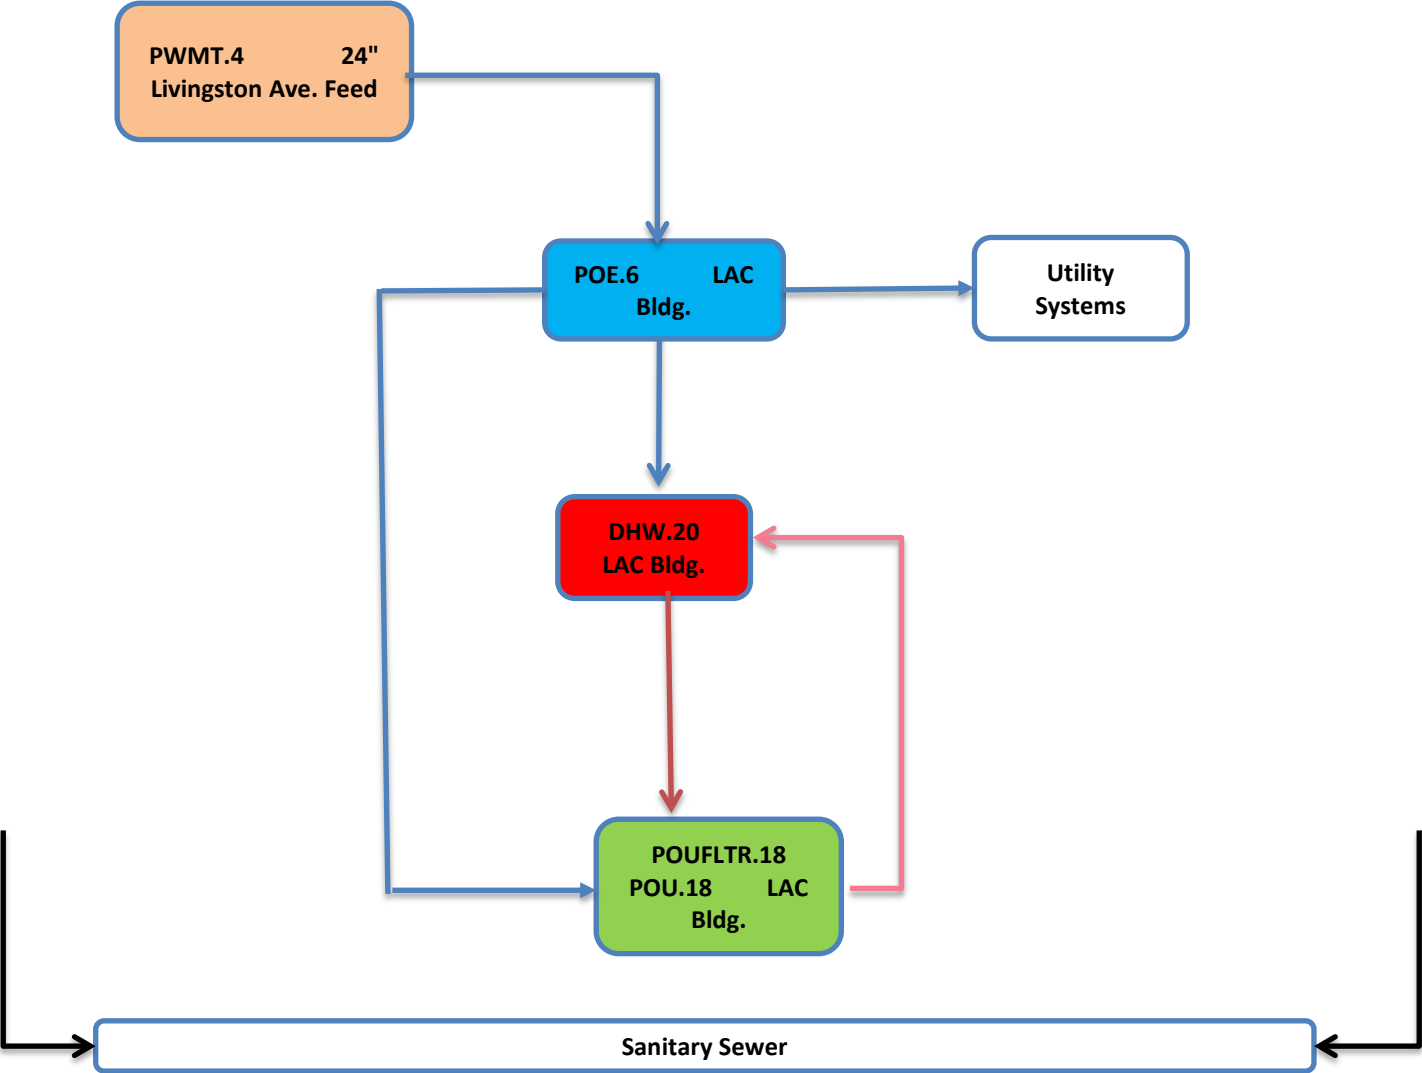 PWMT.4 24"
Livingston Ave. Feed
POE.6 LAC
Bldg.
Utility
Systems
DHW.20
LAC Bldg.
POUFLTR.18
POU.18 LAC
Bldg.
Sanitary Sewer